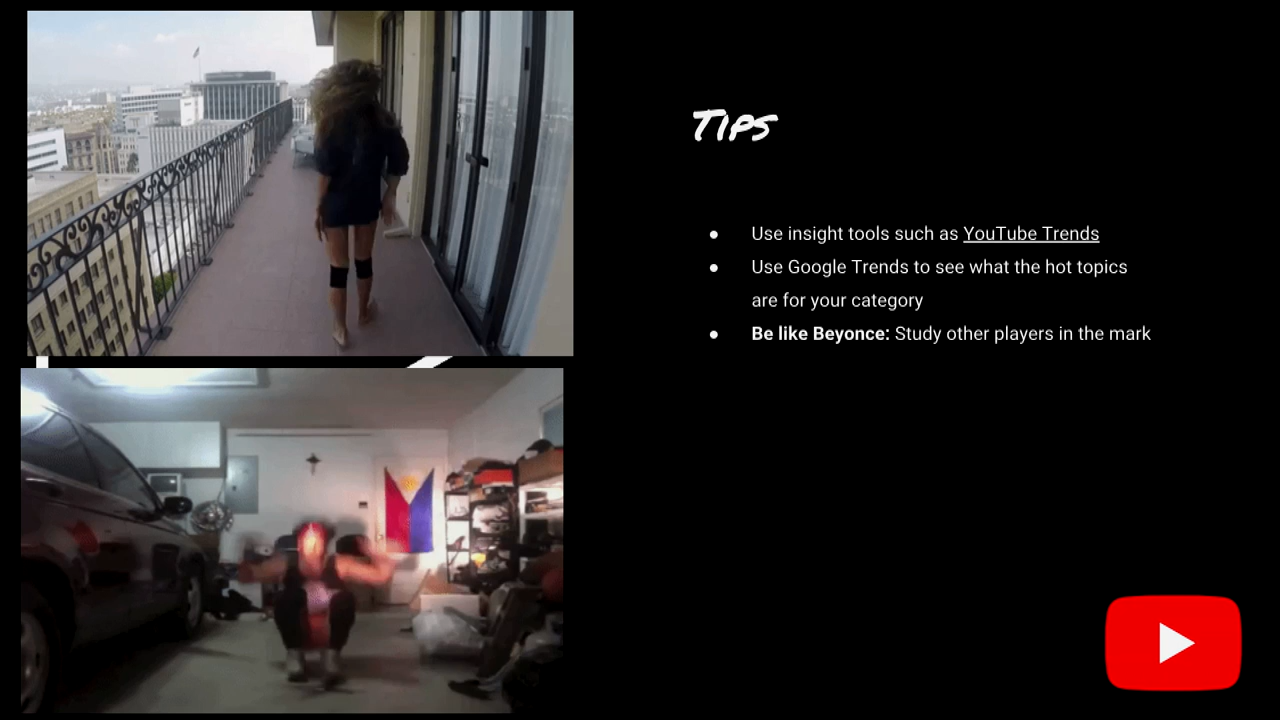 Tips
● Use insight tools such as YouTube Trends
● Use Google Trends to see what the hot topics
are for your category
● Be like Beyonce: Study other players in the mark